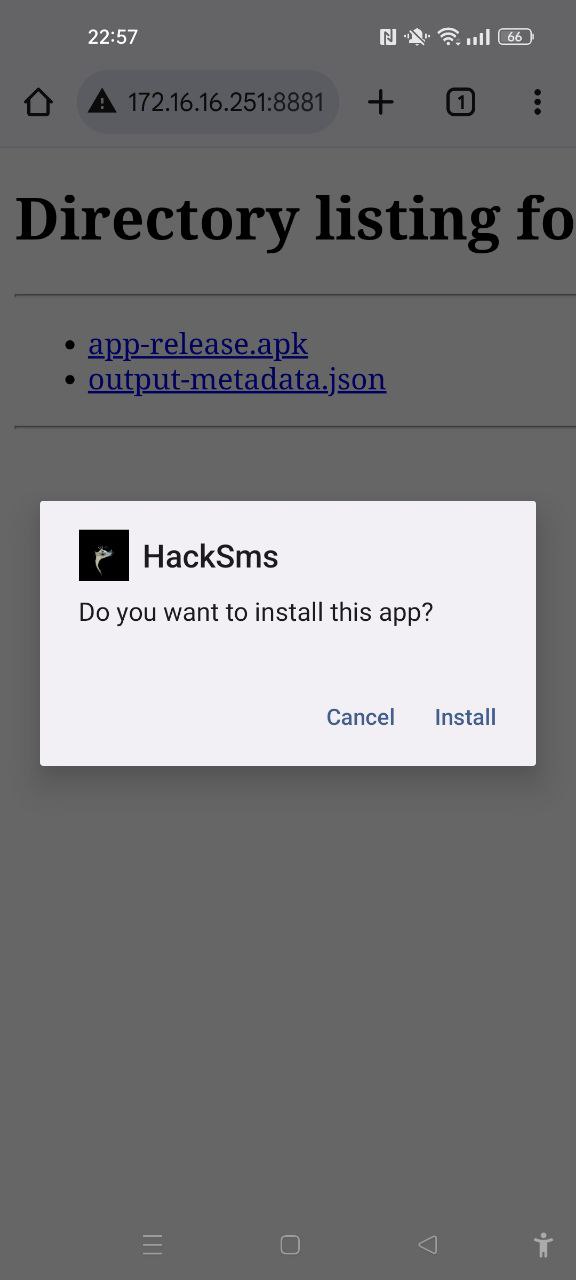 22:57
66
172.16.16.251:8881
1
Directory listing fo
app-release.apk
output-metadata.json
HackSms
Do you want to install this app?
Cancel
Install